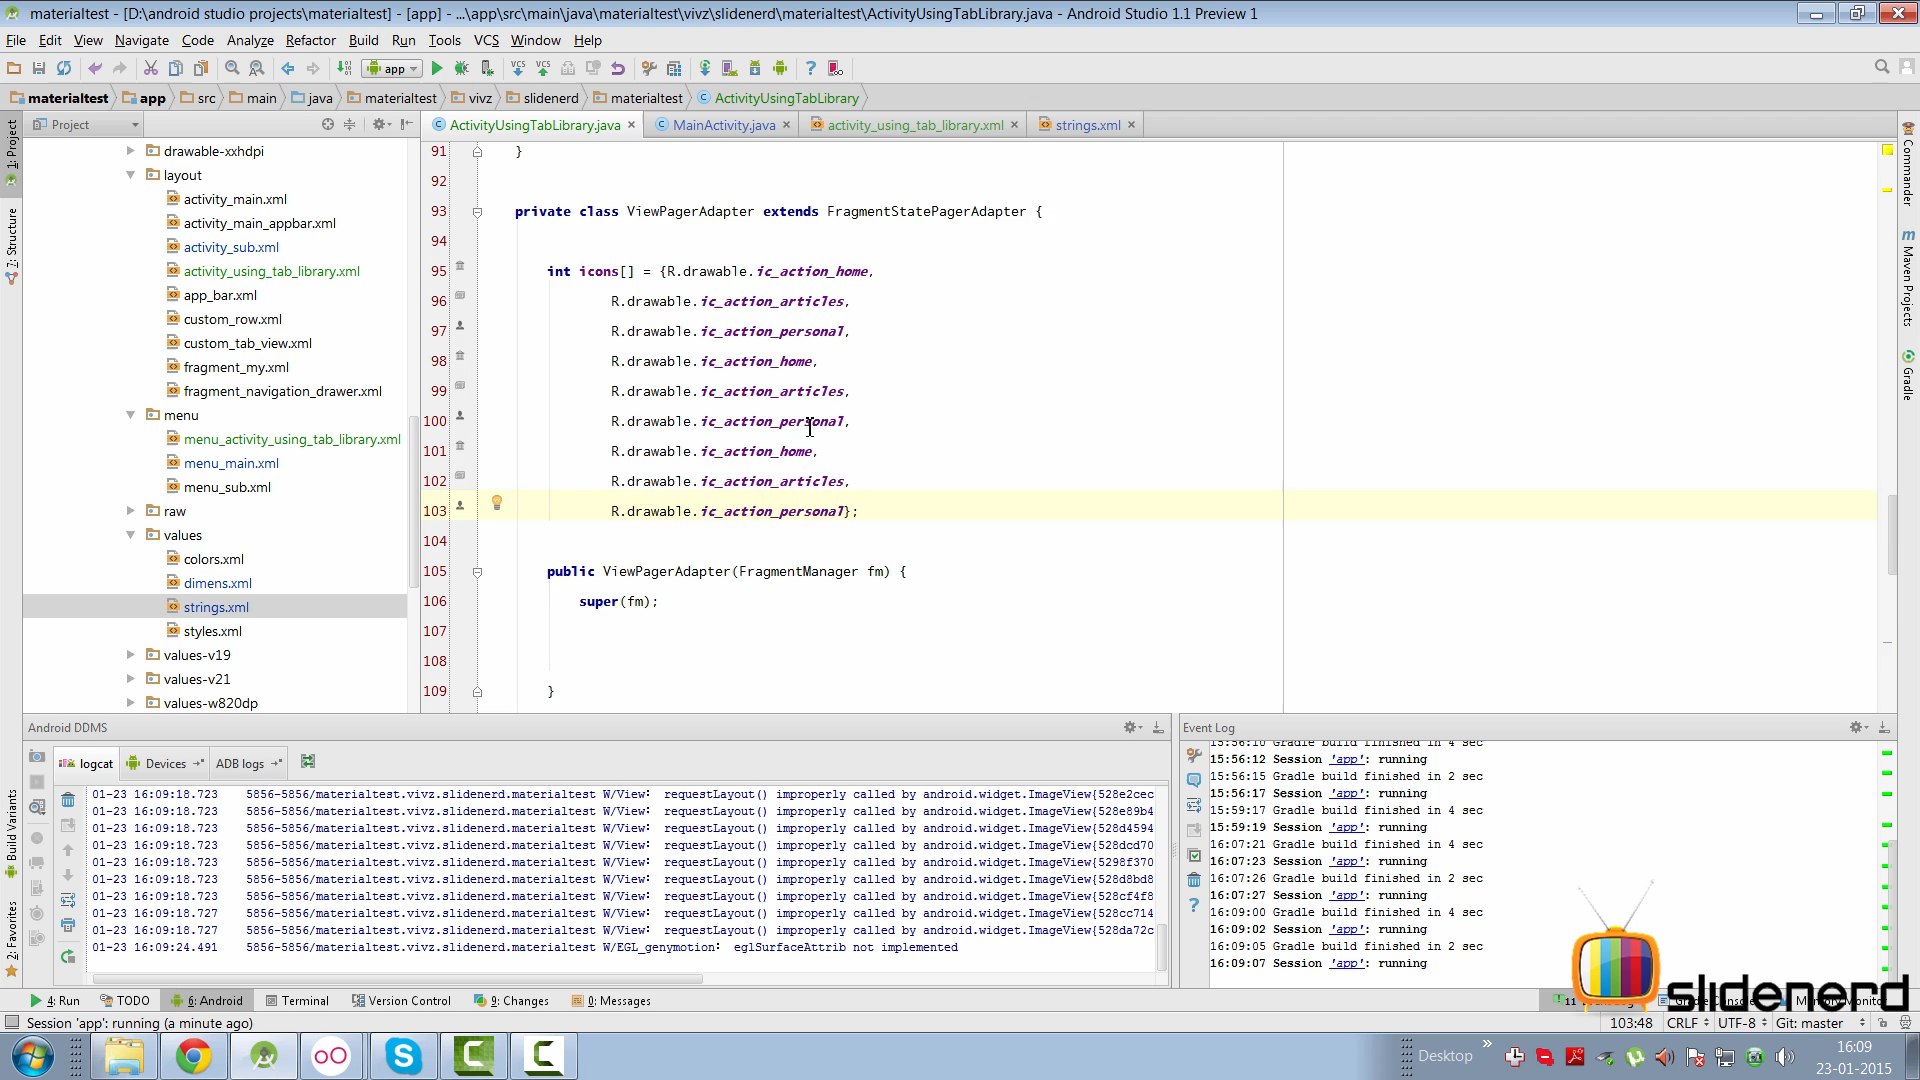 materialtest - [D:\android studio projects\materialtest] - [app] - ...\app\src\main\java\materialtest\vivz\slidenerd\materialtest\ActivityUsingTabLibrary.java - Android Studio 1.1 Preview 1
File Edit View Navigate Code Analyze Refactor Build Run Tools VCS Window Help
app
materialtest app src main java materialtest vivz slidenerd materialtest ActivityUsingTabLibrary
Project
ActivityUsingTabLibrary.java MainActivity.java activity_using_tab_library.xml strings.xml
1: Project
7: Structure
Build Variants
2: Favorites
drawable-xxhdpi
layout
activity_main.xml
activity_main_appbar.xml
activity_sub.xml
activity_using_tab_library.xml
app_bar.xml
custom_row.xml
custom_tab_view.xml
fragment_my.xml
fragment_navigation_drawer.xml
menu
menu_activity_using_tab_library.xml
menu_main.xml
menu_sub.xml
raw
values
colors.xml
dimens.xml
strings.xml
styles.xml
values-v19
values-v21
values-w820dp
91 }
92
93 private class ViewPagerAdapter extends FragmentStatePagerAdapter {
94
95 int icons[] = {R.drawable.ic_action_home,
96 R.drawable.ic_action_articles,
97 R.drawable.ic_action_personal,
98 R.drawable.ic_action_home,
99 R.drawable.ic_action_articles,
100 R.drawable.ic_action_personal,
101 R.drawable.ic_action_home,
102 R.drawable.ic_action_articles,
103 R.drawable.ic_action_personal};
104
105 public ViewPagerAdapter(FragmentManager fm) {
106 super(fm);
107
108
109 }
Commander
Maven Projects
Gradle
Android DDMS
logcat Devices ADB logs
01-23 16:09:18.723 5856-5856/materialtest.vivz.slidenerd.materialtest W/View: requestLayout() improperly called by android.widget.ImageView{528e2cec
01-23 16:09:18.723 5856-5856/materialtest.vivz.slidenerd.materialtest W/View: requestLayout() improperly called by android.widget.ImageView{528e89b4
01-23 16:09:18.723 5856-5856/materialtest.vivz.slidenerd.materialtest W/View: requestLayout() improperly called by android.widget.ImageView{528d4594
01-23 16:09:18.723 5856-5856/materialtest.vivz.slidenerd.materialtest W/View: requestLayout() improperly called by android.widget.ImageView{528dcd70
01-23 16:09:18.723 5856-5856/materialtest.vivz.slidenerd.materialtest W/View: requestLayout() improperly called by android.widget.ImageView{5298f370
01-23 16:09:18.723 5856-5856/materialtest.vivz.slidenerd.materialtest W/View: requestLayout() improperly called by android.widget.ImageView{528d8bd8
01-23 16:09:18.723 5856-5856/materialtest.vivz.slidenerd.materialtest W/View: requestLayout() improperly called by android.widget.ImageView{528cf4f8
01-23 16:09:18.727 5856-5856/materialtest.vivz.slidenerd.materialtest W/View: requestLayout() improperly called by android.widget.ImageView{528cc714
01-23 16:09:18.727 5856-5856/materialtest.vivz.slidenerd.materialtest W/View: requestLayout() improperly called by android.widget.ImageView{528da72c
01-23 16:09:24.491 5856-5856/materialtest.vivz.slidenerd.materialtest W/EGL_genymotion: eglSurfaceAttrib not implemented
Event Log
15:56:10 Gradle build finished in 4 sec
15:56:12 Session 'app': running
15:56:15 Gradle build finished in 2 sec
15:56:17 Session 'app': running
15:59:17 Gradle build finished in 4 sec
15:59:19 Session 'app': running
16:07:21 Gradle build finished in 4 sec
16:07:23 Session 'app': running
16:07:26 Gradle build finished in 2 sec
16:07:27 Session 'app': running
16:09:00 Gradle build finished in 4 sec
16:09:02 Session 'app': running
16:09:05 Gradle build finished in 2 sec
16:09:07 Session 'app': running
slidenerd
4: Run TODO 6: Android Terminal Version Control 9: Changes 0: Messages
Session 'app': running (a minute ago)
103:48 CRLF UTF-8 Git: master
Desktop
16:09
23-01-2015